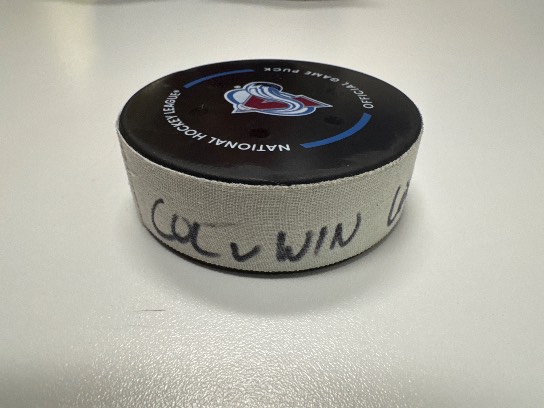 OFFICIAL GAME PUCK
NATIONAL HOCKEY LEAGUE®
COL v WIN